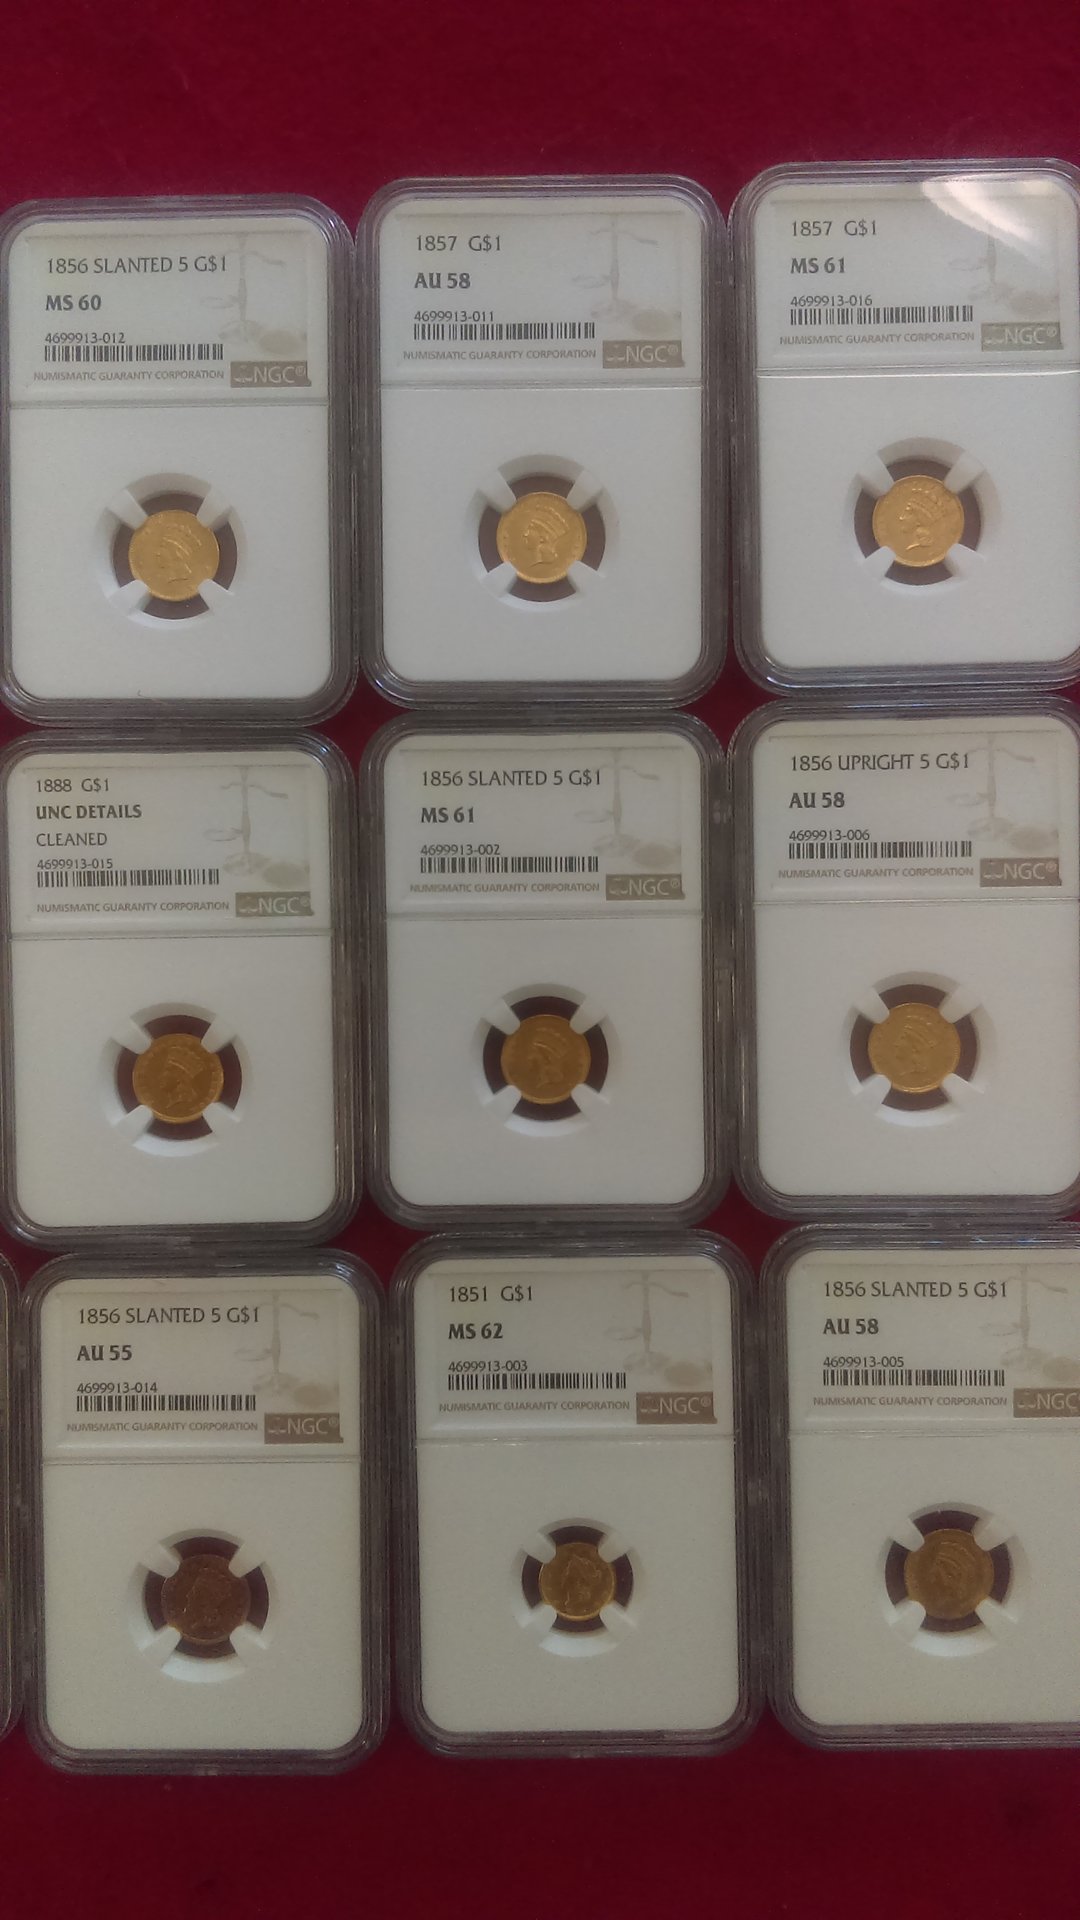 1856 SLANTED 5 G$1
MS 60
4699913-012
NUMISMATIC GUARANTY CORPORATION NGC®
1857 G$1
AU 58
4699913-011
NUMISMATIC GUARANTY CORPORATION NGC®
1857 G$1
MS 61
4699913-016
NUMISMATIC GUARANTY CORPORATION NGC®
1888 G$1
UNC DETAILS
CLEANED
4699913-015
NUMISMATIC GUARANTY CORPORATION NGC®
1856 SLANTED 5 G$1
MS 61
4699913-002
NUMISMATIC GUARANTY CORPORATION NGC®
1856 UPRIGHT 5 G$1
AU 58
4699913-006
NUMISMATIC GUARANTY CORPORATION NGC®
1856 SLANTED 5 G$1
AU 55
4699913-014
NUMISMATIC GUARANTY CORPORATION NGC®
1851 G$1
MS 62
4699913-003
NUMISMATIC GUARANTY CORPORATION NGC®
1856 SLANTED 5 G$1
AU 58
4699913-005
NUMISMATIC GUARANTY CORPORATION NGC